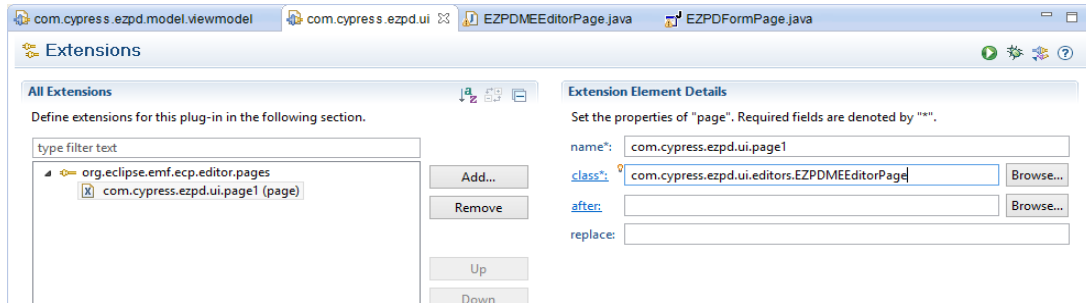 com.cypress.ezpd.model.viewmodel com.cypress.ezpd.ui EZPDMEEditorPage.java EZPDFormPage.java
Extensions
All Extensions
Define extensions for this plug-in in the following section.
type filter text
org.eclipse.emf.ecp.editor.pages
com.cypress.ezpd.ui.page1 (page)
Add...
Remove
Up
Down
Extension Element Details
Set the properties of "page". Required fields are denoted by "*".
name*: com.cypress.ezpd.ui.page1
class*: com.cypress.ezpd.ui.editors.EZPDMEEditorPage Browse...
after: Browse...
replace: